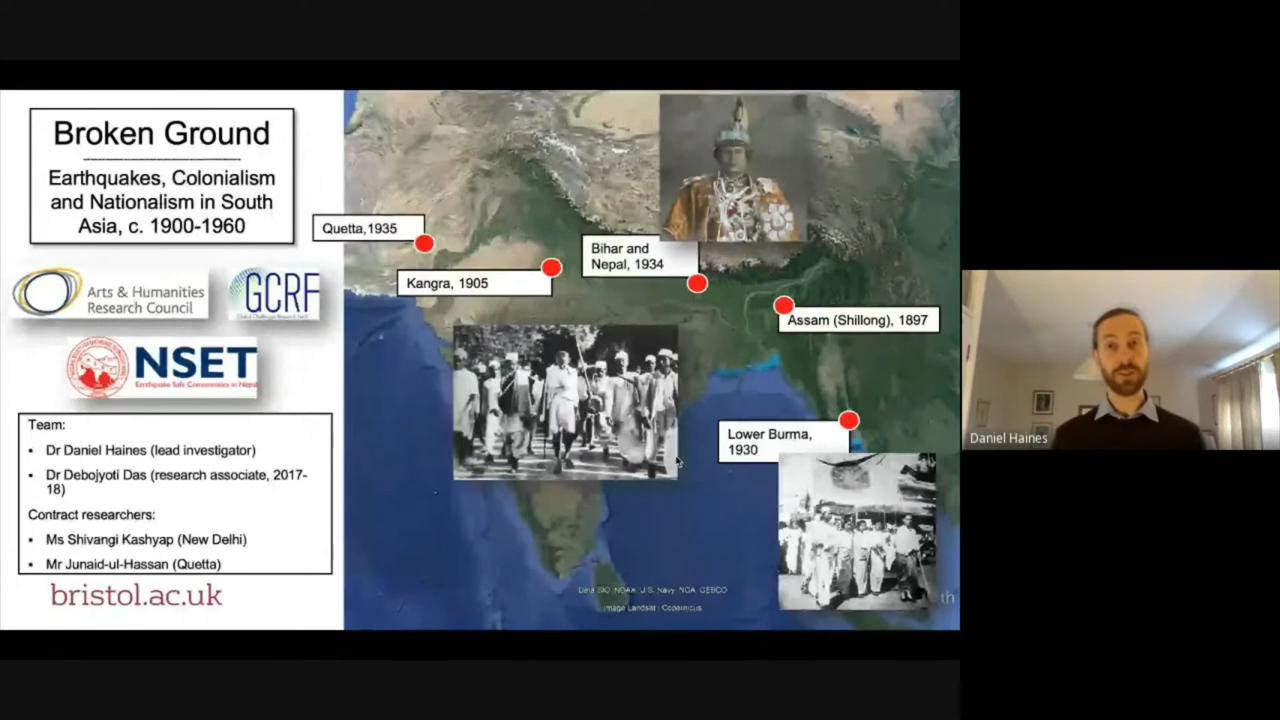 Broken Ground
Earthquakes, Colonialism
and Nationalism in South
Asia, c. 1900-1960
Arts & Humanities
Research Council
GCRF
NSET
Earthquake Safe Communities in Nepal
Team:
Dr Daniel Haines (lead investigator)
Dr Debojyoti Das (research associate, 2017-
18)
Contract researchers:
Ms Shivangi Kashyap (New Delhi)
Mr Junaid-ul-Hassan (Quetta)
bristol.ac.uk
Quetta,1935
Kangra, 1905
Bihar and
Nepal, 1934
Assam (Shillong), 1897
Lower Burma,
1930
Data SIO, NOAA, U.S. Navy, NGA, GEBCO
Image Landsat / Copernicus
th
Daniel Haines